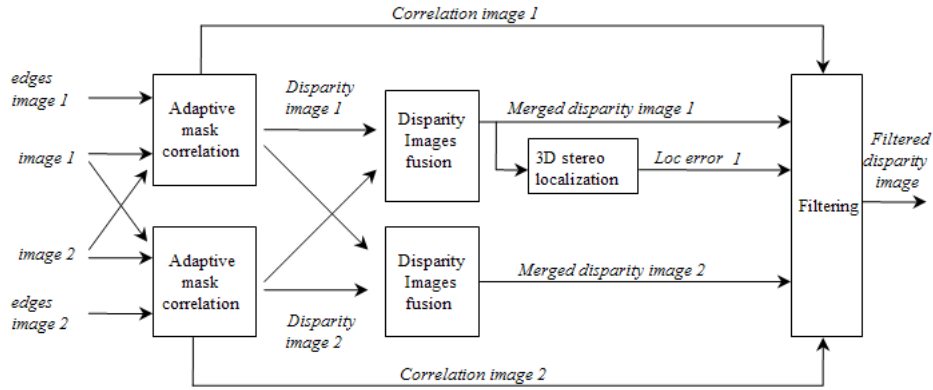 Correlation image 1
edges
image 1
image 1
image 2
edges
image 2
Adaptive
mask
correlation
Adaptive
mask
correlation
Disparity
image 1
Disparity
image 2
Disparity
Images
fusion
Disparity
Images
fusion
Merged disparity image 1
3D stereo
localization
Loc error 1
Merged disparity image 2
Filtering
Filtered
disparity
image
Correlation image 2